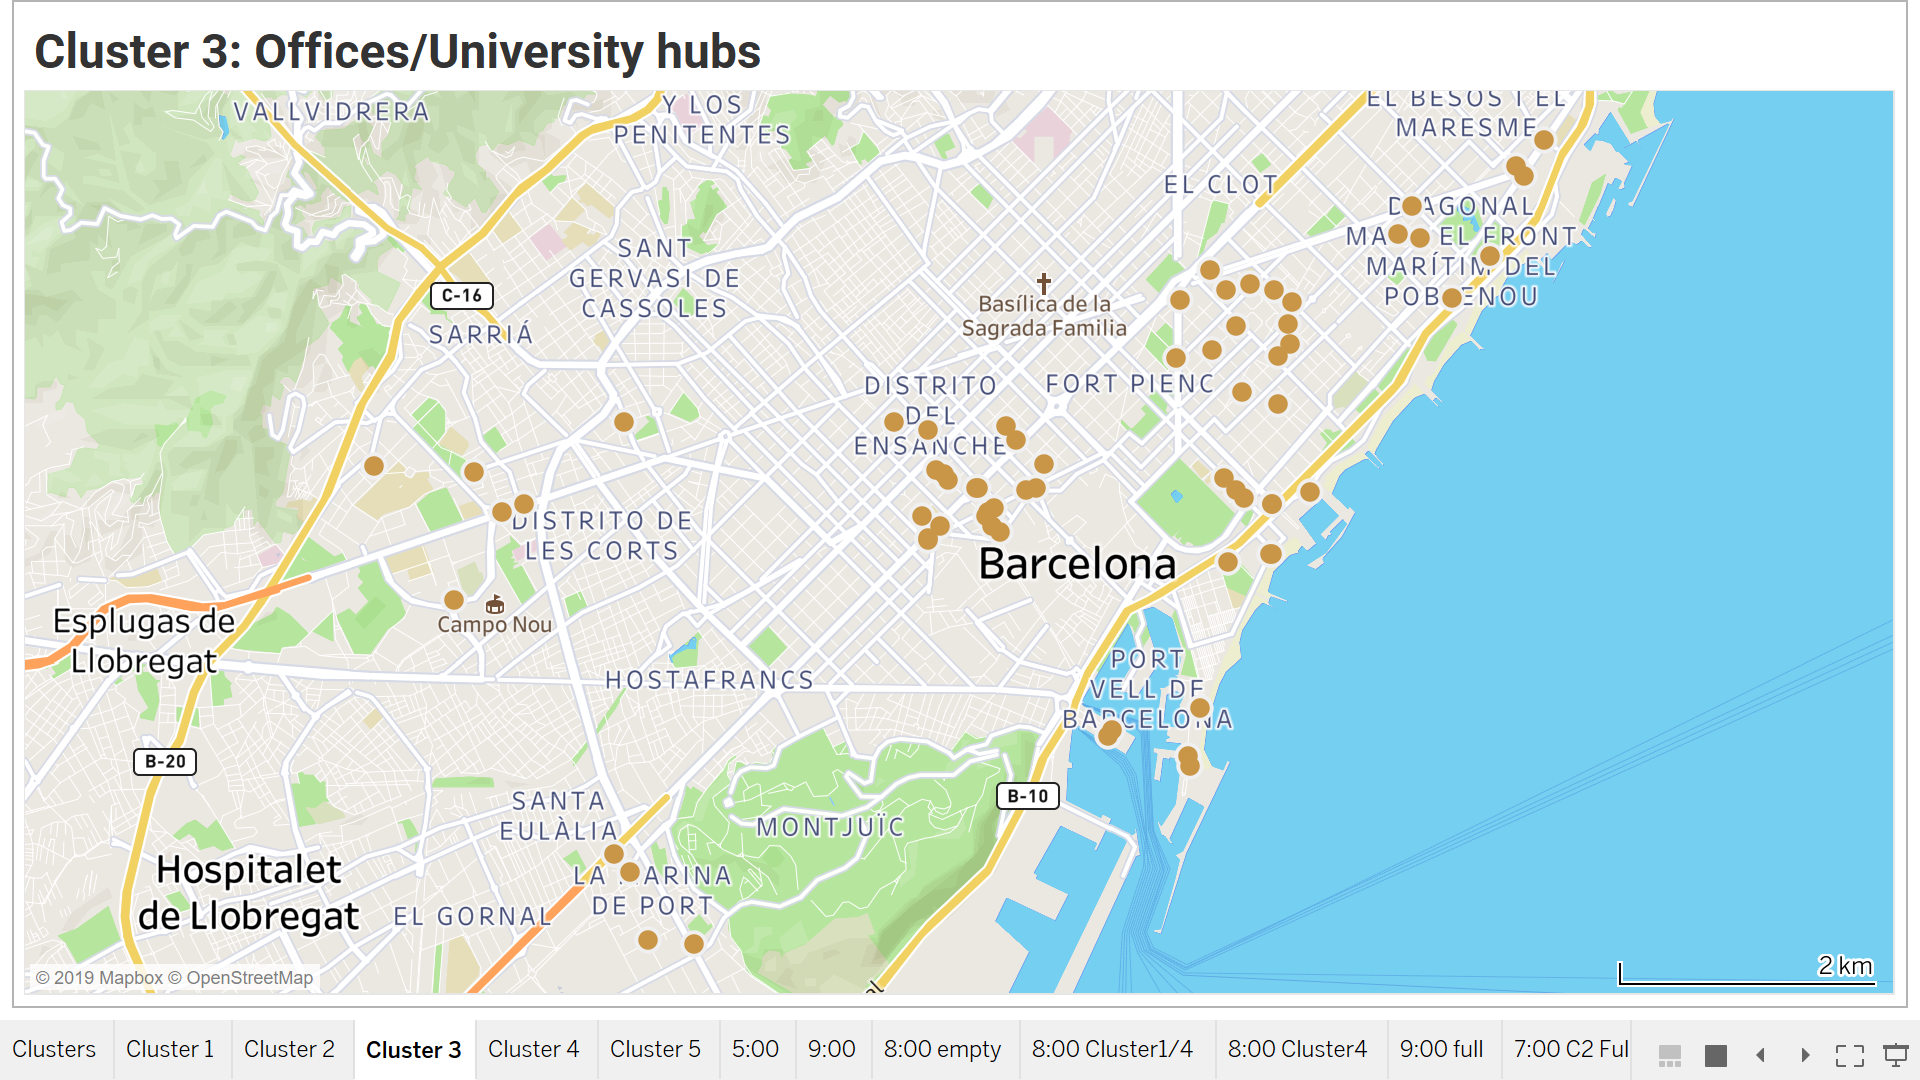 Cluster 3: Offices/University hubs
VALLVIDRERA
Y LOS
PENITENTES
EL BESÓS I EL
MARESME
EL CLOT
DIAGONAL
MAR EL FRONT
MARÍTIM DEL
POBLENOU
SANT
GERVASI DE
CASSOLES
C-16
SARRIÁ
Basílica de la
Sagrada Familia
DISTRITO
DEL
ENSANCHE
FORT PIENC
DISTRITO DE
LES CORTS
Barcelona
Campo Nou
Esplugas de
Llobregat
HOSTAFRANCS
PORT
VELL DE
BARCELONA
B-20
B-10
SANTA
EULÀLIA
MONTJUÏC
LA MARINA
DE PORT
Hospitalet
de Llobregat
EL GORNAL
© 2019 Mapbox © OpenStreetMap
2 km
Clusters
Cluster 1
Cluster 2
Cluster 3
Cluster 4
Cluster 5
5:00
9:00
8:00 empty
8:00 Cluster1/4
8:00 Cluster4
9:00 full
7:00 C2 Ful